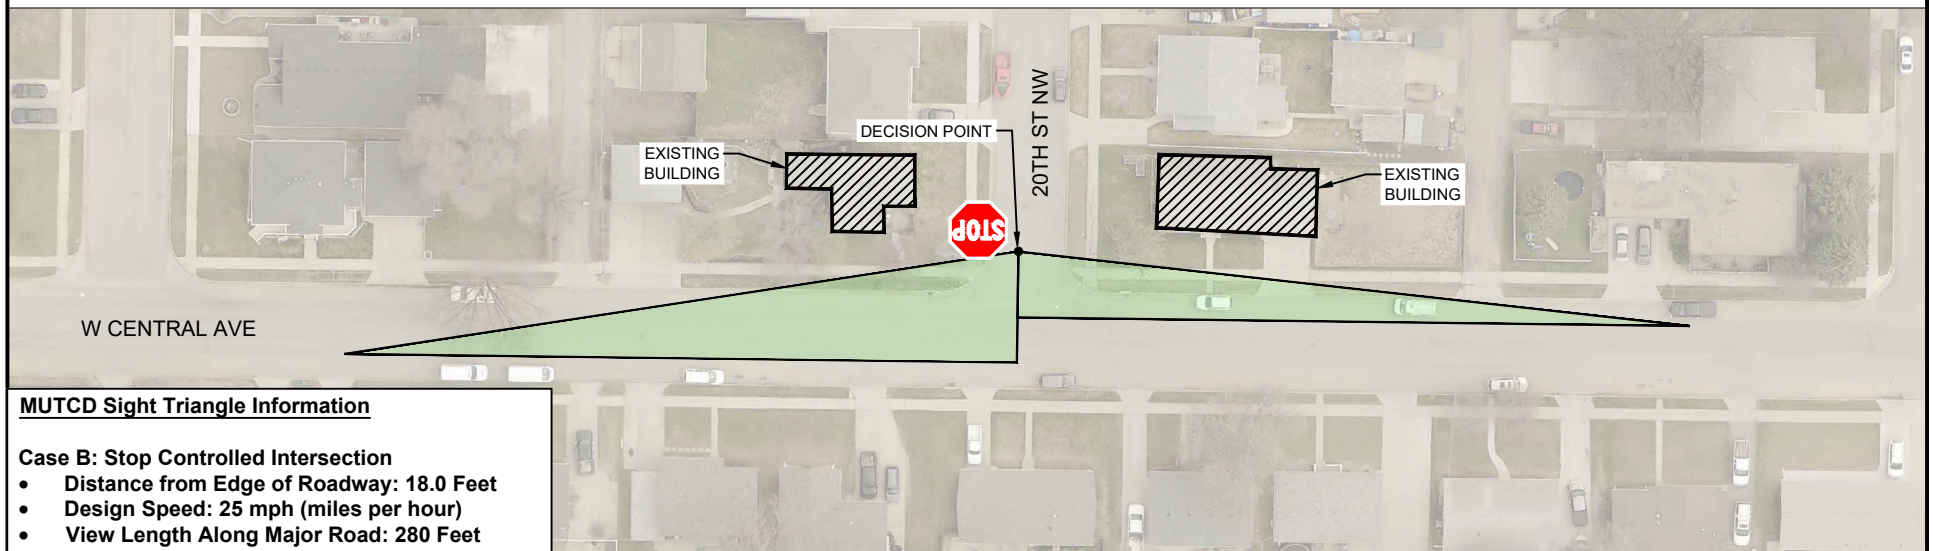 20TH ST NW
DECISION POINT
EXISTING
BUILDING
EXISTING
BUILDING
STOP
W CENTRAL AVE
MUTCD Sight Triangle Information
Case B: Stop Controlled Intersection
• Distance from Edge of Roadway: 18.0 Feet
• Design Speed: 25 mph (miles per hour)
• View Length Along Major Road: 280 Feet